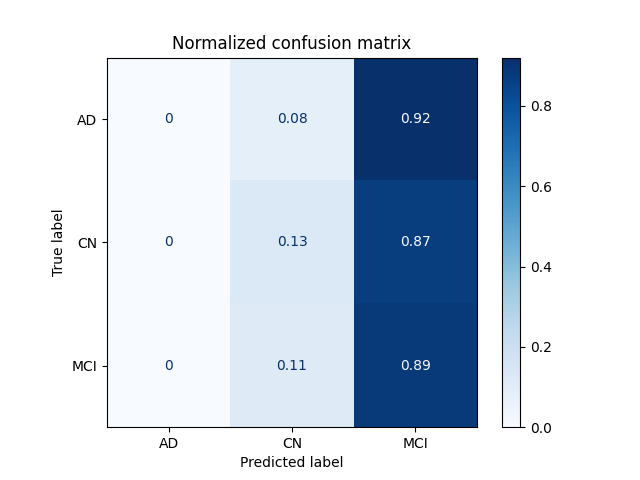 Normalized confusion matrix
True label
AD
0
0.08
0.92
CN
0
0.13
0.87
MCI
0
0.11
0.89
AD
CN
MCI
Predicted label
0.8
0.6
0.4
0.2
0.0